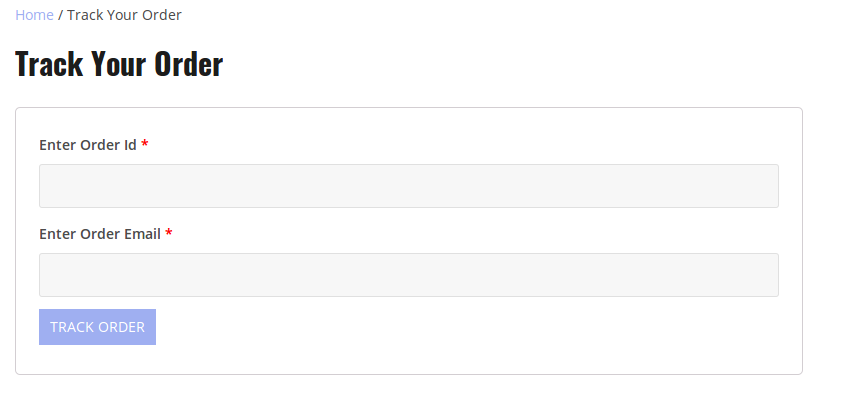 Home / Track Your Order
Track Your Order
Enter Order Id *
Enter Order Email *
TRACK ORDER